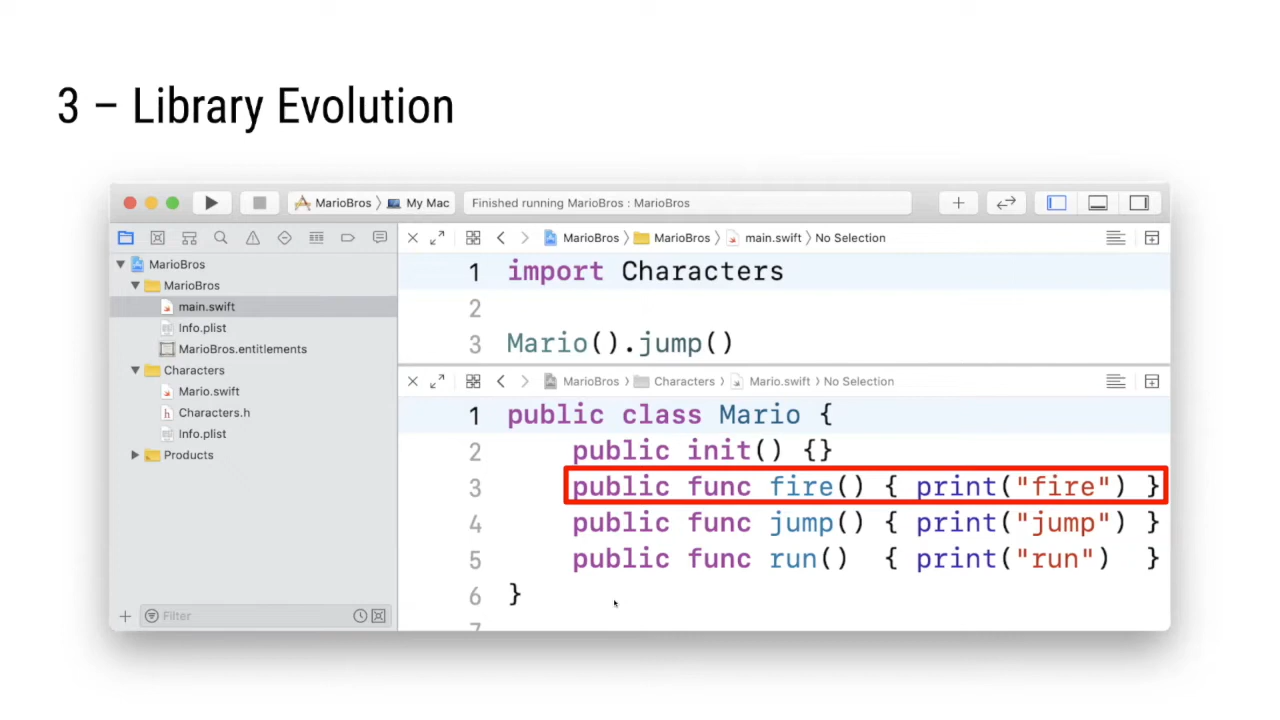 3 – Library Evolution
MarioBros 〉 My Mac
Finished running MarioBros : MarioBros
MarioBros 〉 MarioBros 〉 main.swift 〉 No Selection
MarioBros
MarioBros
main.swift
Info.plist
MarioBros.entitlements
Characters
Mario.swift
Characters.h
Info.plist
Products
Filter
1 import Characters
2
3 Mario().jump()
MarioBros 〉 Characters 〉 Mario.swift 〉 No Selection
1 public class Mario {
2 public init() {}
3 public func fire() { print("fire") }
4 public func jump() { print("jump") }
5 public func run()  { print("run")  }
6 }
7